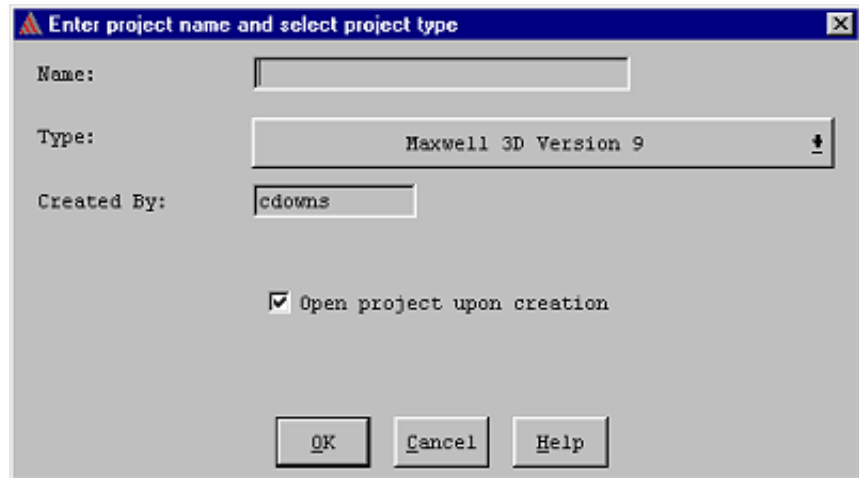 Enter project name and select project type
Name:
Type: Maxwell 3D Version 9
Created By: cdowns
Open project upon creation
OK Cancel Help